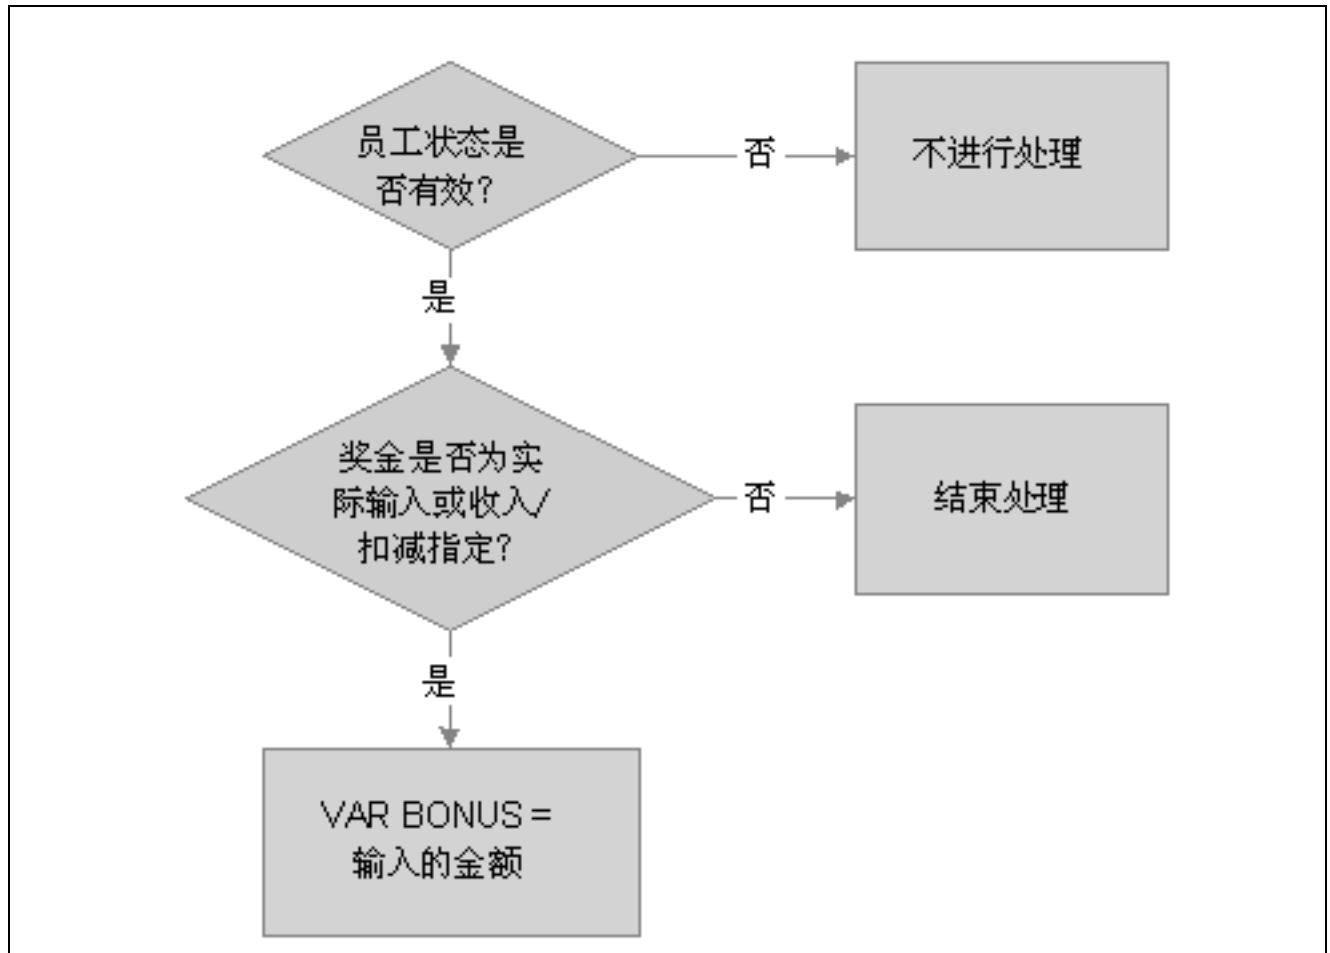 员工状态是
否有效?
否
不进行处理
是
奖金是否为实
际输入或收入/
扣减指定?
否
结束处理
是
VAR BONUS =
输入的金额